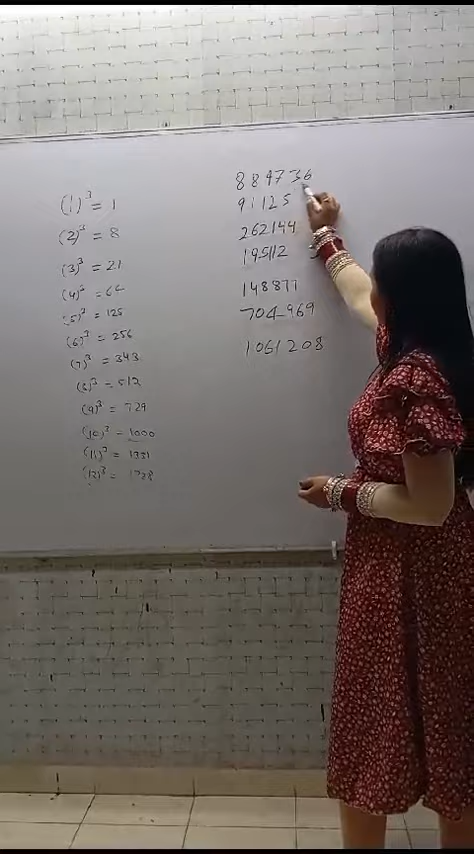 (1)³ = 1
(2)³ = 8
(3)³ = 27
(4)³ = 64
(5)³ = 125
(6)³ = 256
(7)³ = 343
(8)³ = 512
(9)³ = 729
(10)³ = 1000
(11)³ = 1331
(12)³ = 1728
884736
91125
262144
195112
148877
704969
1061208